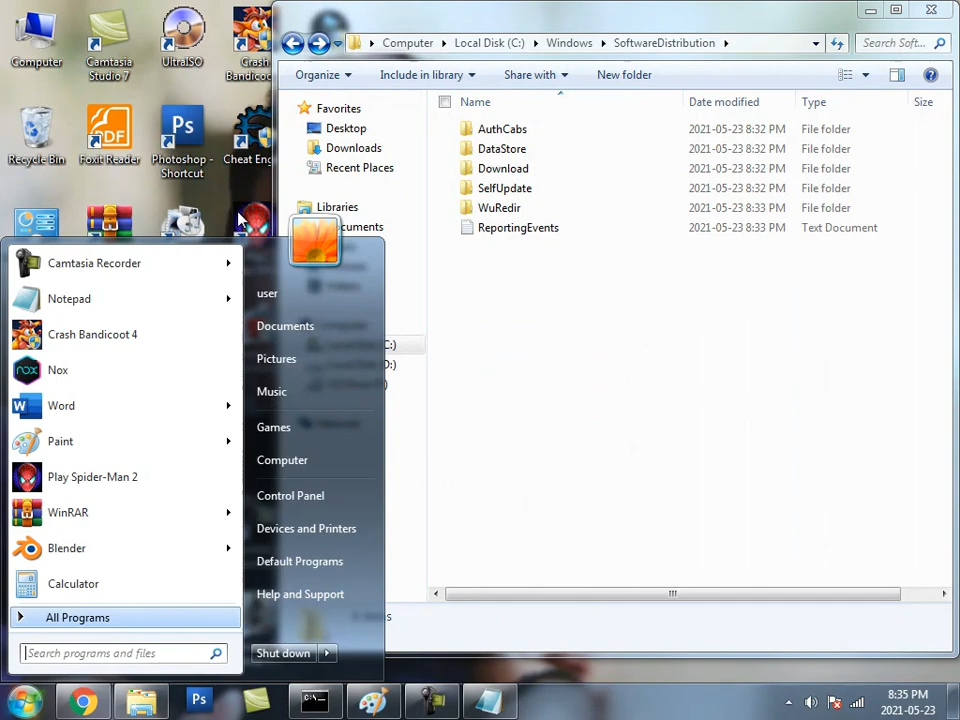 Computer
Camtasia Studio 7
UltraISO
Crash Bandicoo
Recycle Bin
Foxit Reader
Photoshop - Shortcut
Cheat Eng
Computer
Local Disk (C:)
Windows
SoftwareDistribution
Search Soft...
Organize
Include in library
Share with
New folder
Name
Date modified
Type
Size
Favorites
Desktop
Downloads
Recent Places
Libraries
AuthCabs 2021-05-23 8:32 PM File folder
DataStore 2021-05-23 8:32 PM File folder
Download 2021-05-23 8:32 PM File folder
SelfUpdate 2021-05-23 8:32 PM File folder
WuRedir 2021-05-23 8:33 PM File folder
ReportingEvents 2021-05-23 8:33 PM Text Document
Camtasia Recorder
Notepad
Crash Bandicoot 4
Nox
Word
Paint
Play Spider-Man 2
WinRAR
Blender
Calculator
All Programs
Search programs and files
user
Documents
Pictures
Music
Games
Computer
Control Panel
Devices and Printers
Default Programs
Help and Support
Shut down
8:35 PM
2021-05-23